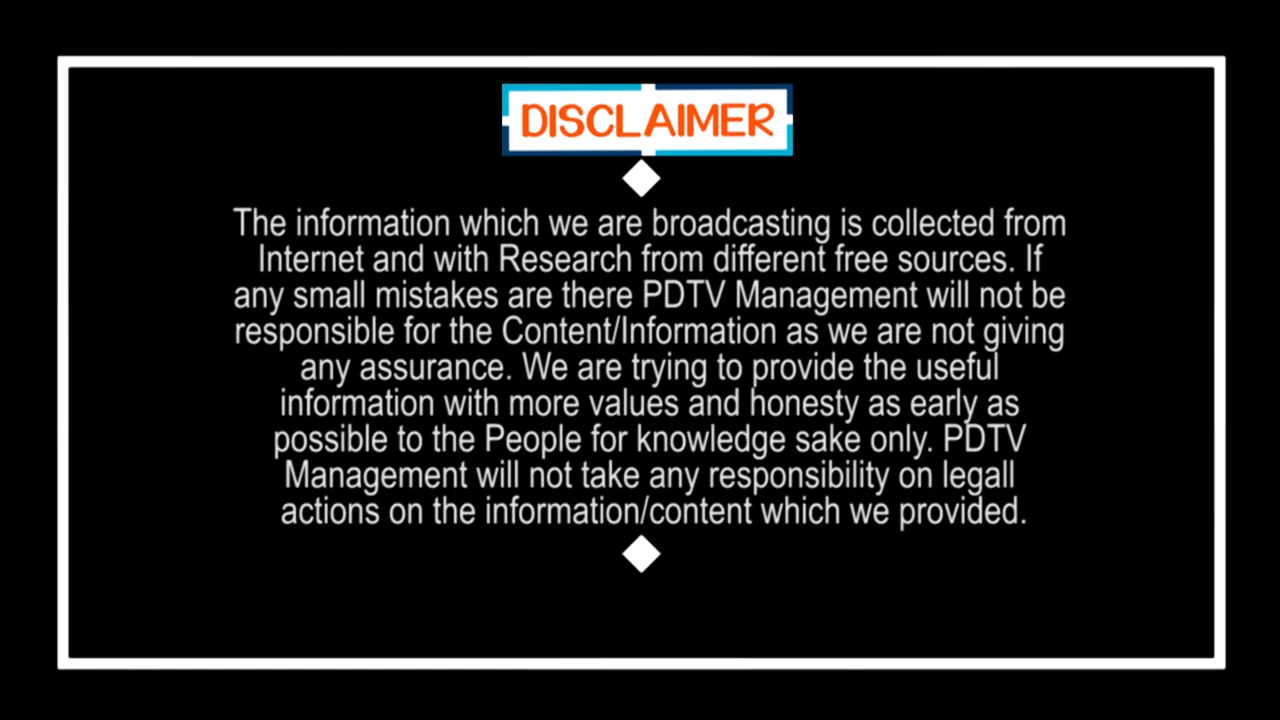 DISCLAIMER
The information which we are broadcasting is collected from
Internet and with Research from different free sources. If
any small mistakes are there PDTV Management will not be
responsible for the Content/Information as we are not giving
any assurance. We are trying to provide the useful
information with more values and honesty as early as
possible to the People for knowledge sake only. PDTV
Management will not take any responsibility on legall
actions on the information/content which we provided.